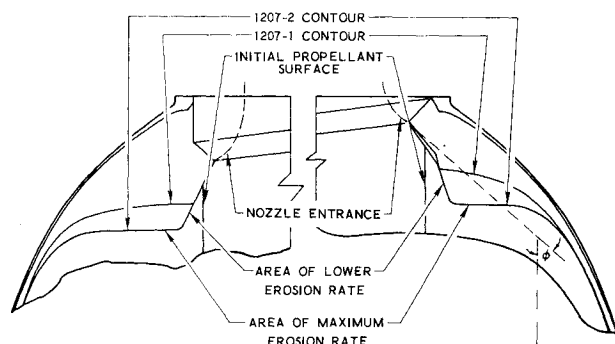 1207-2 CONTOUR
1207-1 CONTOUR
INITIAL PROPELLANT
SURFACE
NOZZLE ENTRANCE
AREA OF LOWER
EROSION RATE
ϕ
AREA OF MAXIMUM
EROSION RATE